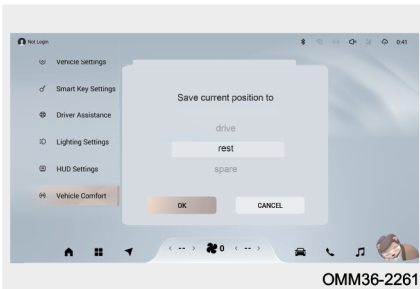 Not Login
0:41
Vehicle Settings
Smart Key Settings
Driver Assistance
Lighting Settings
HUD Settings
Vehicle Comfort
Save current position to
drive
rest
spare
OK CANCEL
< -- > 0 < -- >
OMM36-2261